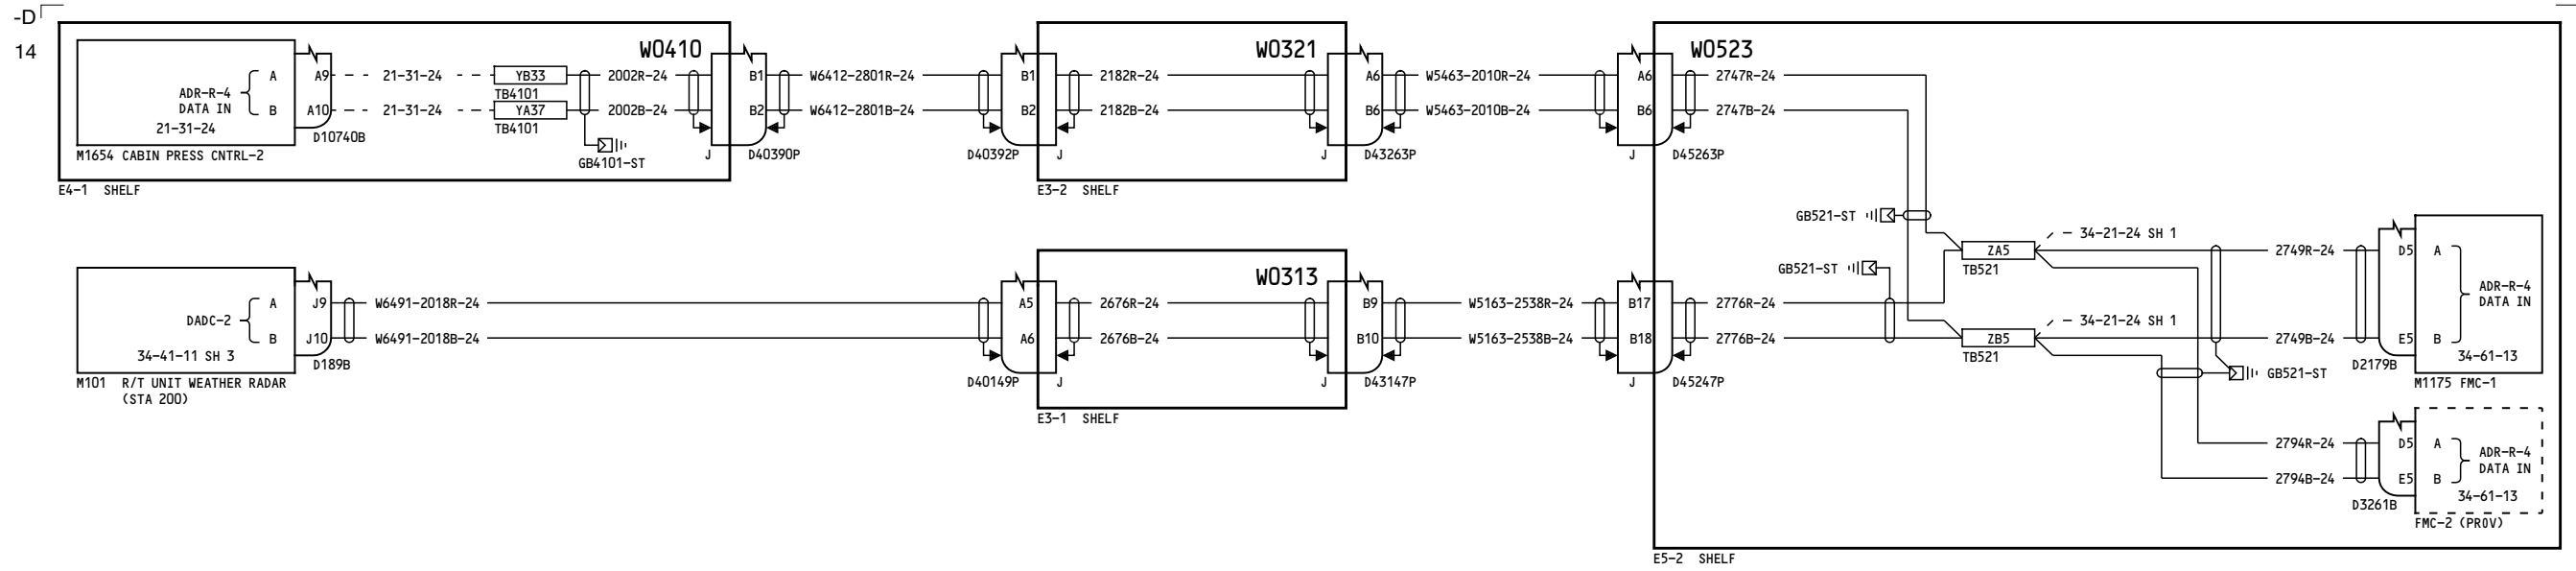 -D
14
W0410
W0321
W0523
A
B
ADR-R-4
DATA IN
21-31-24
A9
A10
21-31-24
21-31-24
YB33
TB4101
YA37
TB4101
2002R-24
2002B-24
B1
B2
W6412-2801R-24
W6412-2801B-24
B1
B2
2182R-24
2182B-24
A6
B6
W5463-2010R-24
W5463-2010B-24
A6
B6
2747R-24
2747B-24
D10740B
M1654 CABIN PRESS CNTRL-2
GB4101-ST
J
D40390P
D40392P
J
J
D43263P
J
D45263P
E4-1 SHELF
E3-2 SHELF
GB521-ST
GB521-ST
34-21-24 SH 1
ZA5
TB521
34-21-24 SH 1
ZB5
TB521
2749R-24
2749B-24
D5
E5
A
B
ADR-R-4
DATA IN
34-61-13
D2179B
M1175 FMC-1
GB521-ST
W0313
A
B
DADC-2
34-41-11 SH 3
J9
J10
W6491-2018R-24
W6491-2018B-24
A5
A6
2676R-24
2676B-24
B9
B10
W5163-2538R-24
W5163-2538B-24
B17
B18
2776R-24
2776B-24
D189B
M101 R/T UNIT WEATHER RADAR
(STA 200)
D40149P
J
J
D43147P
J
D45247P
E3-1 SHELF
2794R-24
2794B-24
D5
E5
A
B
ADR-R-4
DATA IN
34-61-13
D3261B
FMC-2 (PROV)
E5-2 SHELF